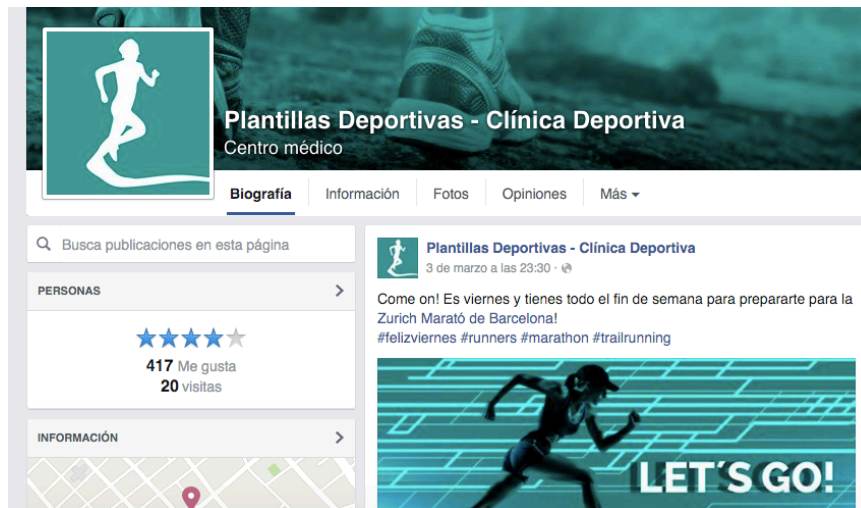 Plantillas Deportivas - Clínica Deportiva
Centro médico
Biografía Información Fotos Opiniones Más
Busca publicaciones en esta página
PERSONAS
417 Me gusta
20 visitas
INFORMACIÓN
Plantillas Deportivas - Clínica Deportiva
3 de marzo a las 23:30 ·
Come on! Es viernes y tienes todo el fin de semana para prepararte para la
Zurich Marató de Barcelona!
#felizviernes #runners #marathon #trailrunning
LET´S GO!